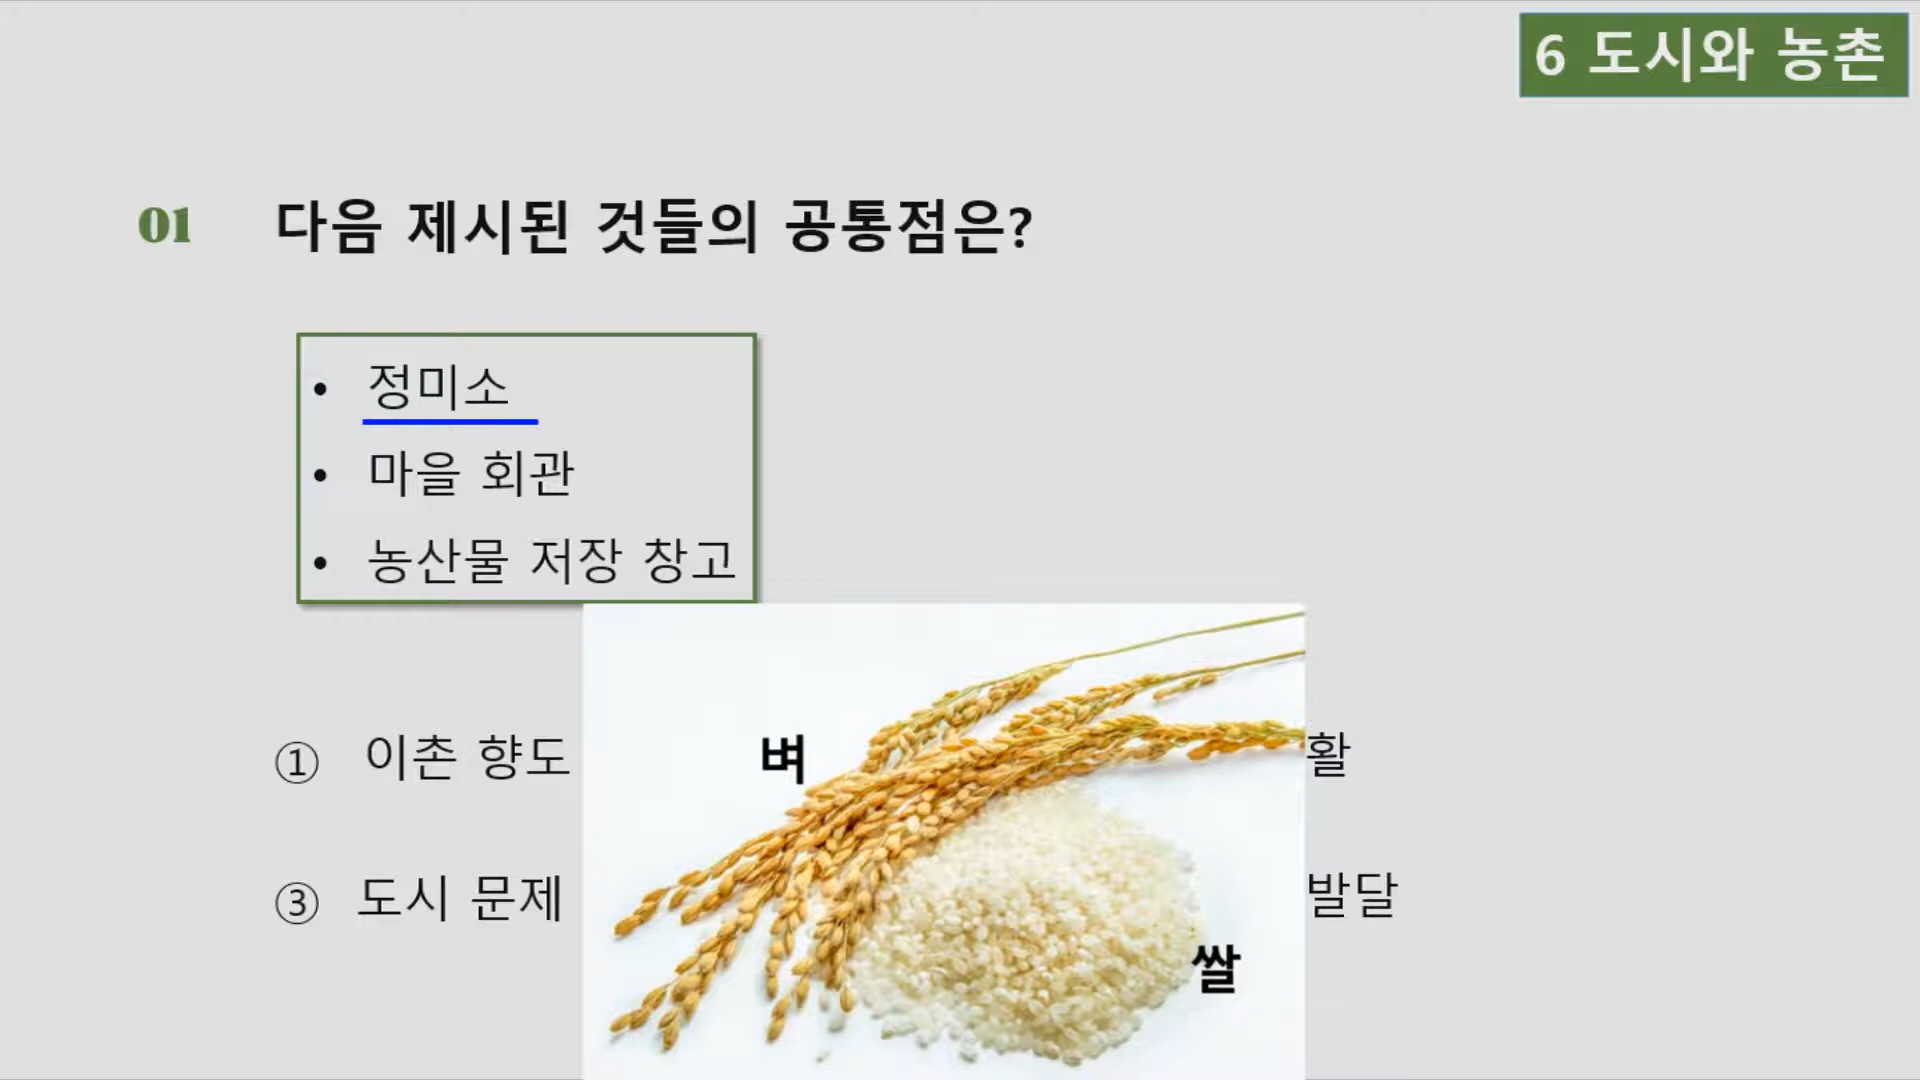 6 도시와 농촌
01 다음 제시된 것들의 공통점은?
• 정미소
• 마을 회관
• 농산물 저장 창고
① 이촌 향도
활
③ 도시 문제
발달
벼
쌀